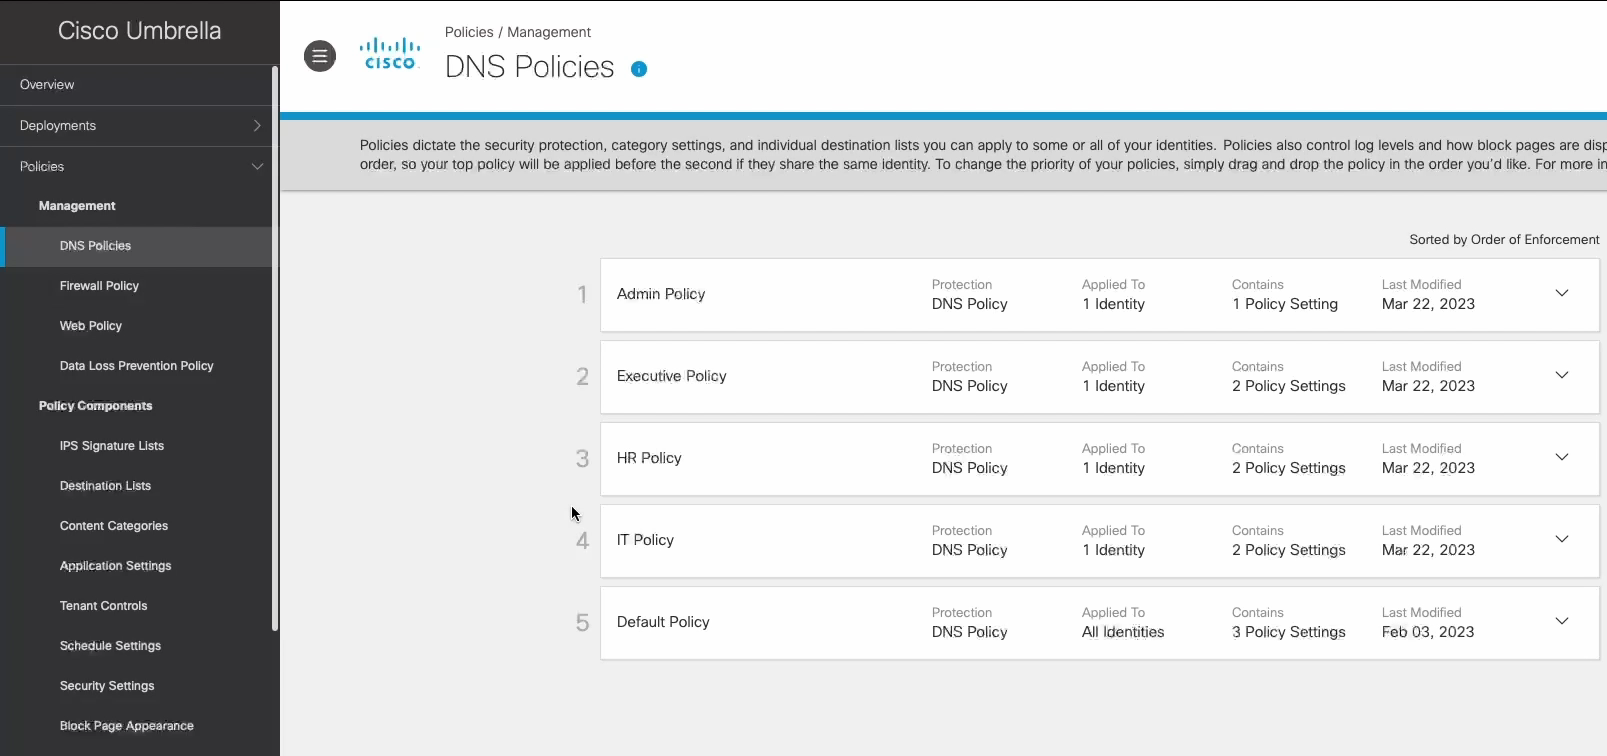 Cisco Umbrella
Overview
Deployments
Policies
Management
DNS Policies
Firewall Policy
Web Policy
Data Loss Prevention Policy
Policy Components
IPS Signature Lists
Destination Lists
Content Categories
Application Settings
Tenant Controls
Schedule Settings
Security Settings
Block Page Appearance
CISCO
Policies / Management
DNS Policies
Policies dictate the security protection, category settings, and individual destination lists you can apply to some or all of your identities. Policies also control log levels and how block pages are disp
order, so your top policy will be applied before the second if they share the same identity. To change the priority of your policies, simply drag and drop the policy in the order you'd like. For more in
Sorted by Order of Enforcement
1 Admin Policy
Protection Applied To Contains Last Modified
DNS Policy 1 Identity 1 Policy Setting Mar 22, 2023
2 Executive Policy
Protection Applied To Contains Last Modified
DNS Policy 1 Identity 2 Policy Settings Mar 22, 2023
3 HR Policy
Protection Applied To Contains Last Modified
DNS Policy 1 Identity 2 Policy Settings Mar 22, 2023
4 IT Policy
Protection Applied To Contains Last Modified
DNS Policy 1 Identity 2 Policy Settings Mar 22, 2023
5 Default Policy
Protection Applied To Contains Last Modified
DNS Policy All Identities 3 Policy Settings Feb 03, 2023